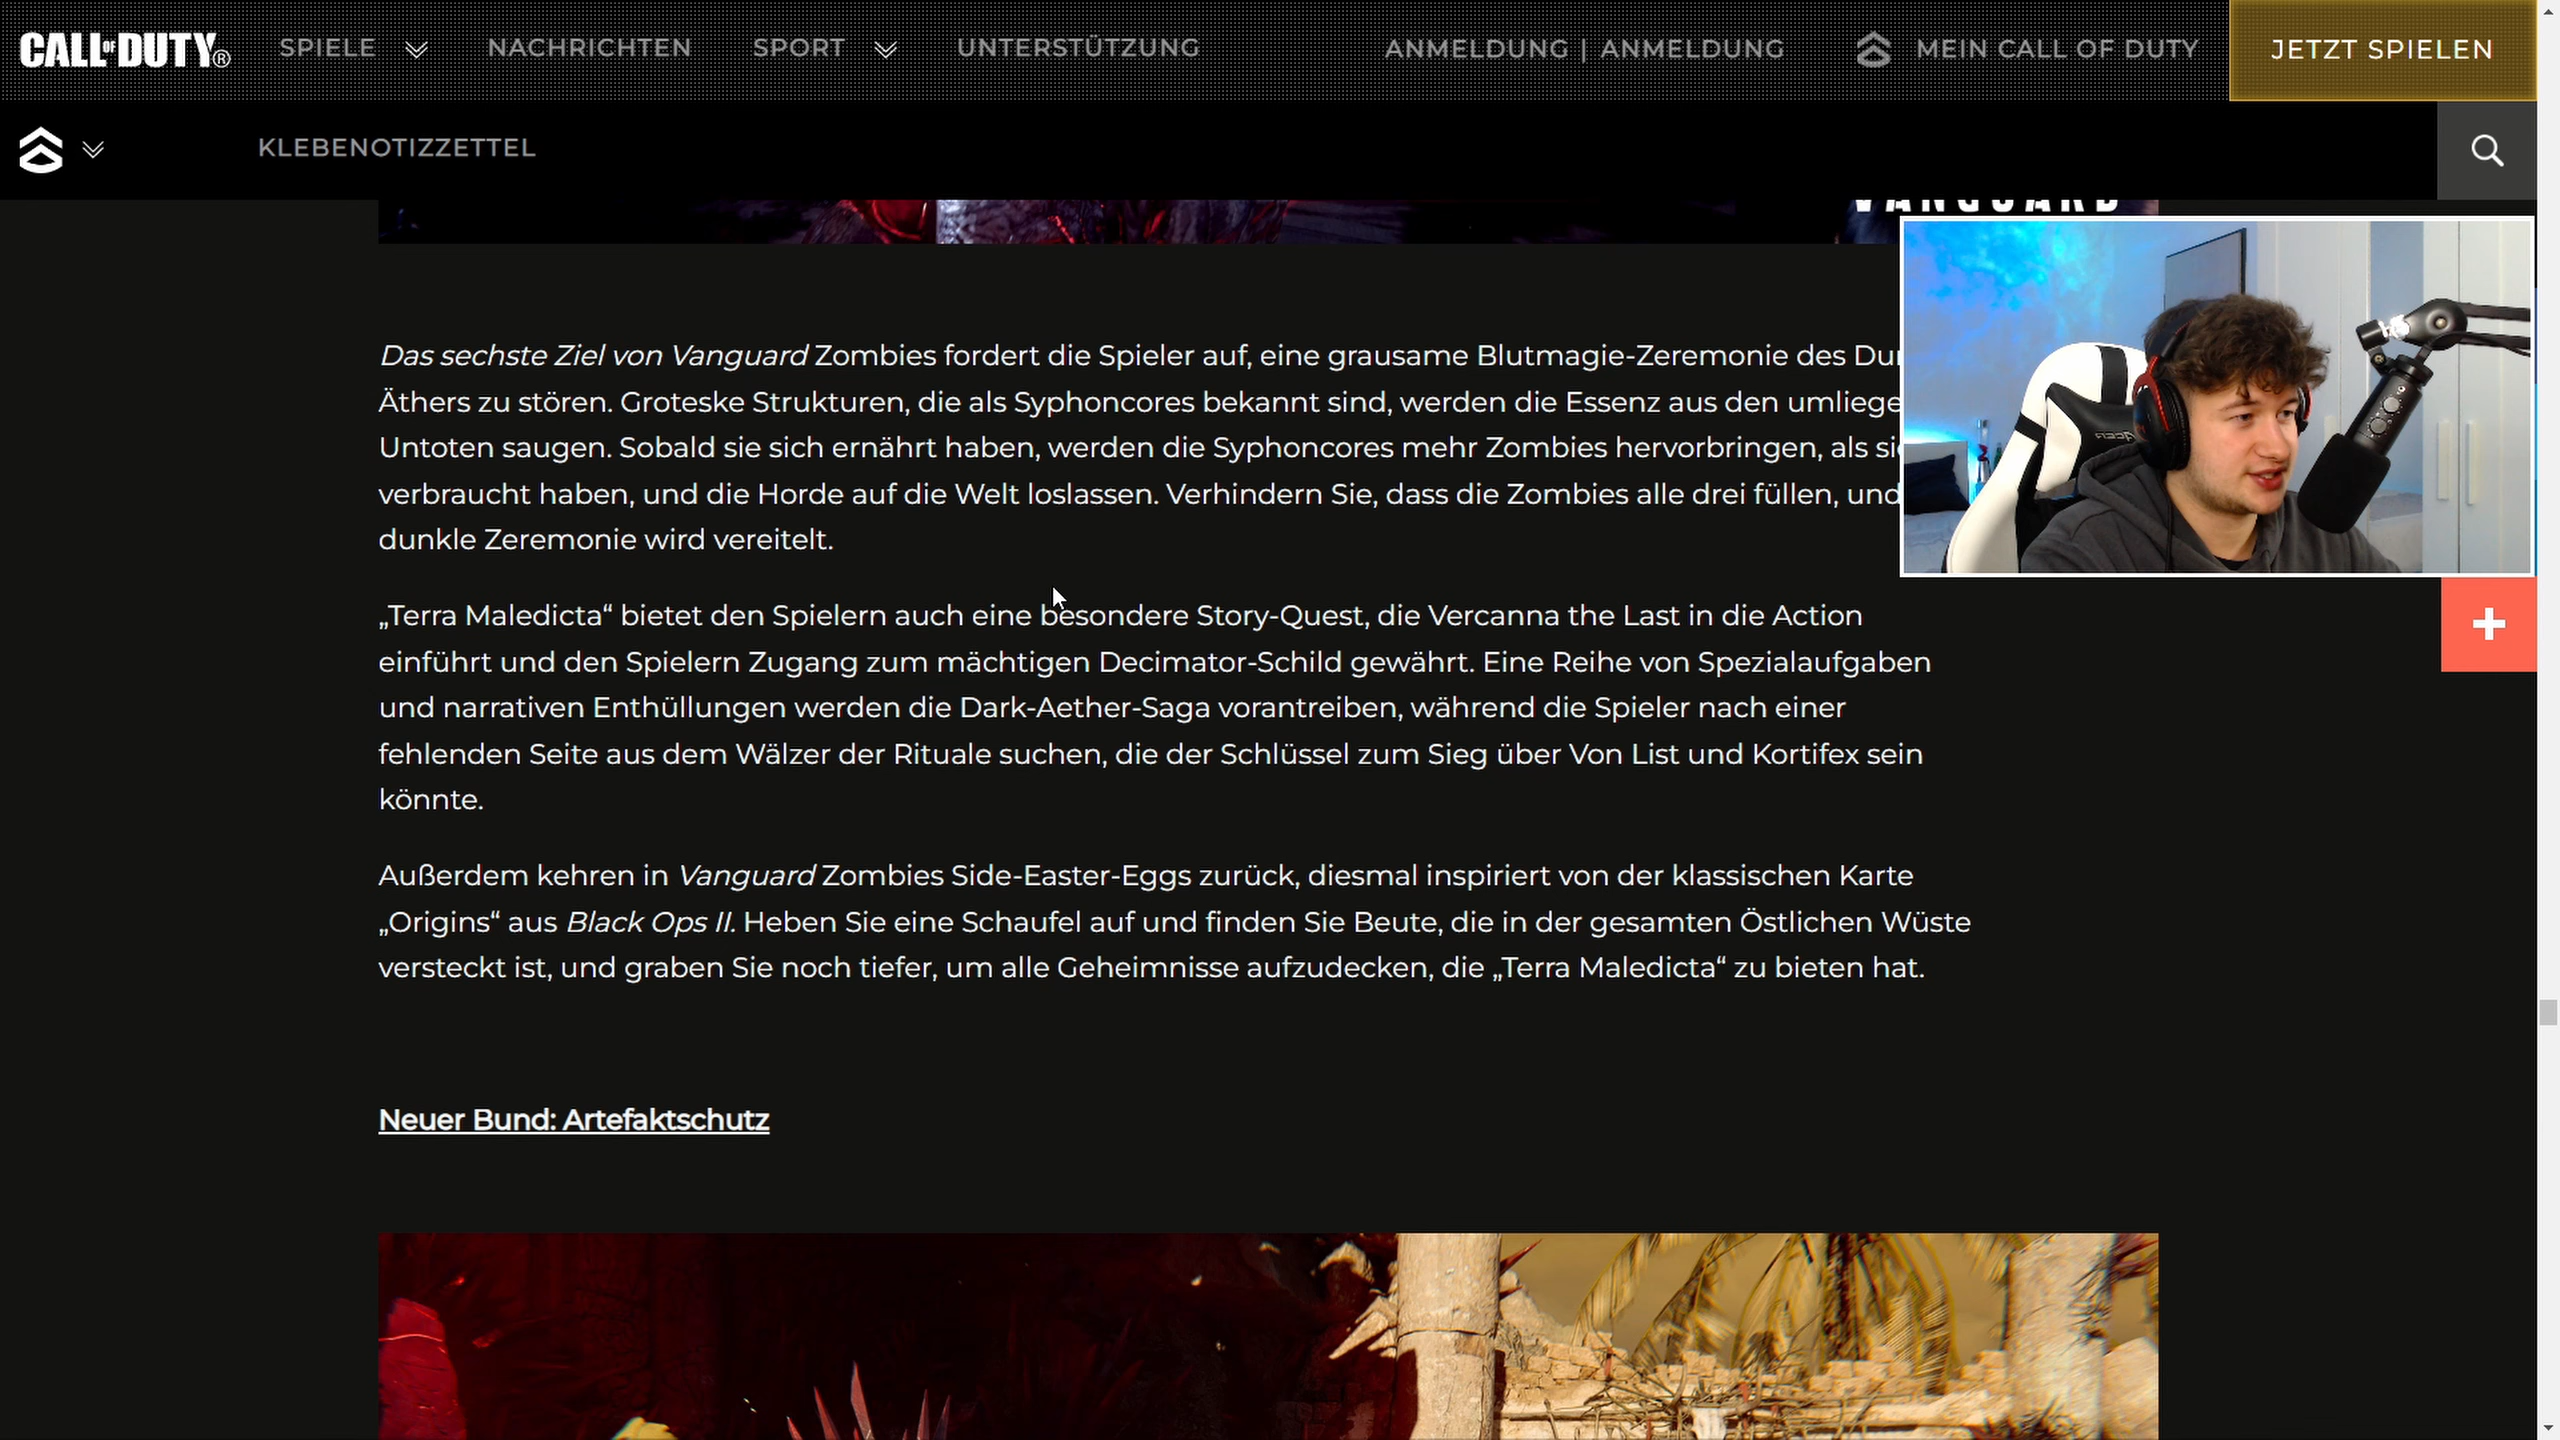 CALL OF DUTY®
SPIELE
NACHRICHTEN
SPORT
UNTERSTÜTZUNG
ANMELDUNG | ANMELDUNG
MEIN CALL OF DUTY
JETZT SPIELEN
KLEBENOTIZZETTEL
VANGUARD
Das sechste Ziel von Vanguard Zombies fordert die Spieler auf, eine grausame Blutmagie-Zeremonie des
Äthers zu stören. Groteske Strukturen, die als Syphoncores bekannt sind, werden die Essenz aus den
Untoten saugen. Sobald sie sich ernährt haben, werden die Syphoncores mehr Zombies hervorbringen, als
verbraucht haben, und die Horde auf die Welt loslassen. Verhindern Sie, dass die Zombies alle drei füllen, und
dunkle Zeremonie wird vereitelt.
„Terra Maledicta“ bietet den Spielern auch eine besondere Story-Quest, die Vercanna the Last in die Action
einführt und den Spielern Zugang zum mächtigen Decimator-Schild gewährt. Eine Reihe von Spezialaufgaben
und narrativen Enthüllungen werden die Dark-Aether-Saga vorantreiben, während die Spieler nach einer
fehlenden Seite aus dem Wälzer der Rituale suchen, die der Schlüssel zum Sieg über Von List und Kortifex sein
könnte.
Außerdem kehren in Vanguard Zombies Side-Easter-Eggs zurück, diesmal inspiriert von der klassischen Karte
„Origins“ aus Black Ops II. Heben Sie eine Schaufel auf und finden Sie Beute, die in der gesamten Östlichen Wüste
versteckt ist, und graben Sie noch tiefer, um alle Geheimnisse aufzudecken, die „Terra Maledicta“ zu bieten hat.
Neuer Bund: Artefaktschutz